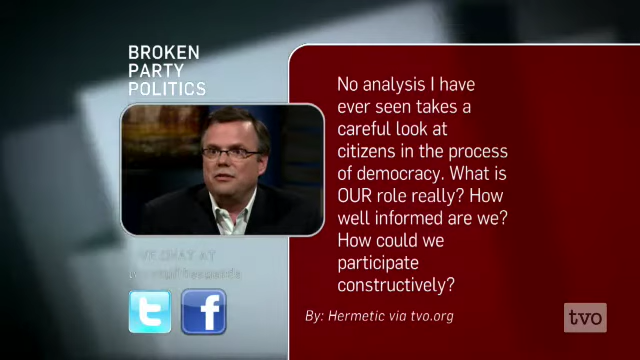 BROKEN
PARTY
POLITICS
No analysis I have
ever seen takes a
careful look at
citizens in the process
of democracy. What is
OUR role really? How
well informed are we?
How could we
participate
constructively?
By: Hermetic via tvo.org
tvo